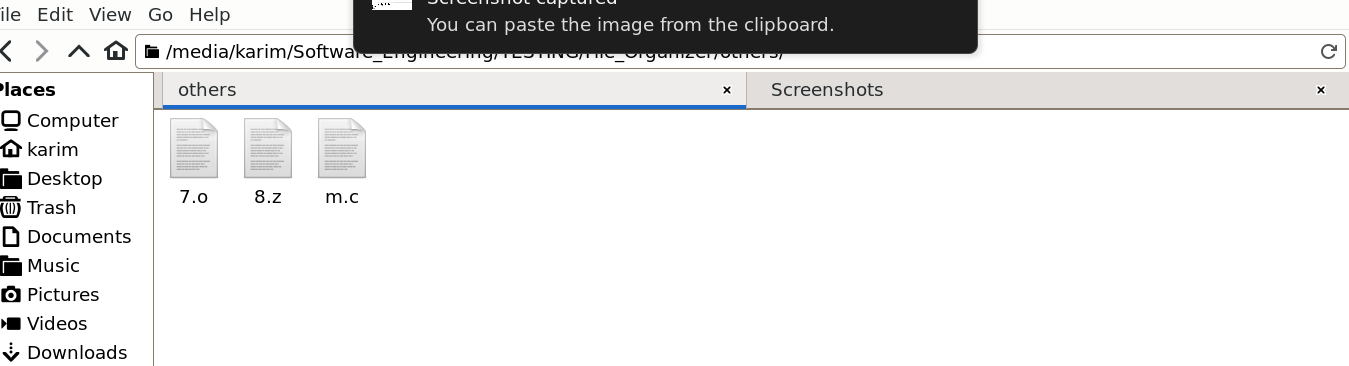 ile Edit View Go Help
Screenshot captured
You can paste the image from the clipboard.
/media/karim/Software_Engineering/TESTING/File_Organizer/others/
Places
Computer
karim
Desktop
Trash
Documents
Music
Pictures
Videos
Downloads
others × Screenshots ×
7.o 8.z m.c